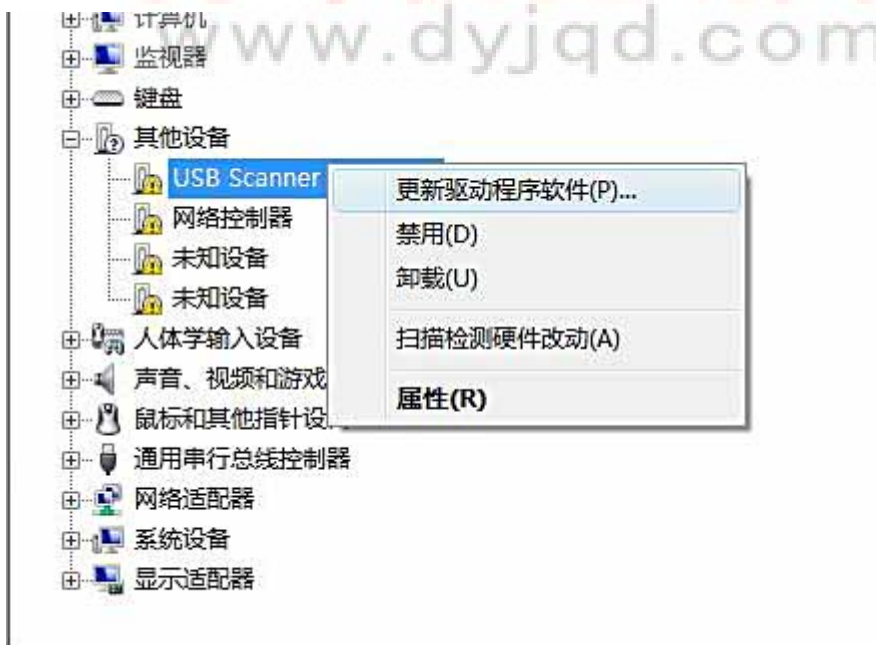 计算机
www.dyjqd.com
监视器
键盘
其他设备
USB Scanner
更新驱动程序软件(P)...
网络控制器
禁用(D)
未知设备
卸载(U)
未知设备
人体学输入设备
扫描检测硬件改动(A)
声音、视频和游戏
属性(R)
鼠标和其他指针设
通用串行总线控制器
网络适配器
系统设备
显示适配器